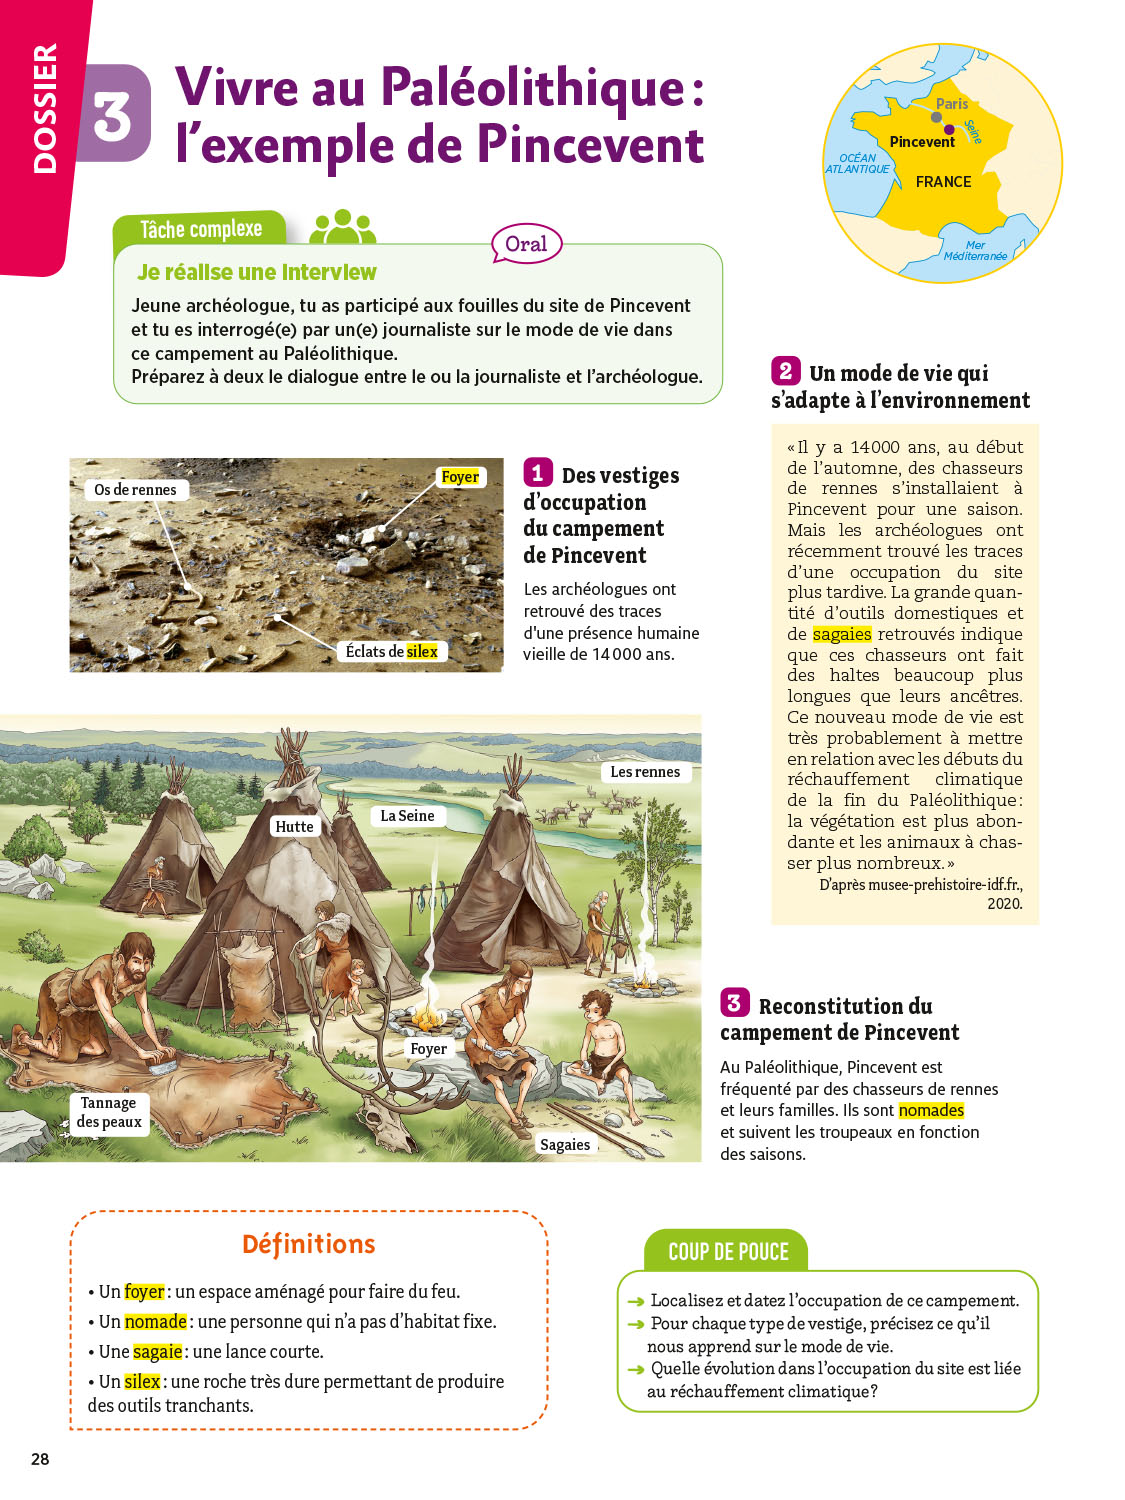 DOSSIER
3
Vivre au Paléolithique :
l'exemple de Pincevent
Paris
Seine
Pincevent
OCÉAN
ATLANTIQUE
FRANCE
Mer
Méditerranée
Tâche complexe
Oral
Je réalise une interview
Jeune archéologue, tu as participé aux fouilles du site de Pincevent
et tu es interrogé(e) par un(e) journaliste sur le mode de vie dans
ce campement au Paléolithique.
Préparez à deux le dialogue entre le ou la journaliste et l'archéologue.
Os de rennes
Foyer
Éclats de silex
1 Des vestiges
d'occupation
du campement
de Pincevent
Les archéologues ont
retrouvé des traces
d'une présence humaine
vieille de 14 000 ans.
2 Un mode de vie qui
s'adapte à l'environnement
« Il y a 14 000 ans, au début
de l'automne, des chasseurs
de rennes s'installaient à
Pincevent pour une saison.
Mais les archéologues ont
récemment trouvé les traces
d'une occupation du site
plus tardive. La grande quan-
tité d'outils domestiques et
de sagaies retrouvés indique
que ces chasseurs ont fait
des haltes beaucoup plus
longues que leurs ancêtres.
Ce nouveau mode de vie est
très probablement à mettre
en relation avec les débuts du
réchauffement climatique
de la fin du Paléolithique :
la végétation est plus abon-
dante et les animaux à chas-
ser plus nombreux. »
D'après musee-prehistoire-idf.fr.,
2020.
Les rennes
La Seine
Hutte
Foyer
Tannage
des peaux
Sagaies
3 Reconstitution du
campement de Pincevent
Au Paléolithique, Pincevent est
fréquenté par des chasseurs de rennes
et leurs familles. Ils sont nomades
et suivent les troupeaux en fonction
des saisons.
Définitions
• Un foyer : un espace aménagé pour faire du feu.
• Un nomade : une personne qui n'a pas d'habitat fixe.
• Une sagaie : une lance courte.
• Un silex : une roche très dure permettant de produire
des outils tranchants.
COUP DE POUCE
➔ Localisez et datez l'occupation de ce campement.
➔ Pour chaque type de vestige, précisez ce qu'il
nous apprend sur le mode de vie.
➔ Quelle évolution dans l'occupation du site est liée
au réchauffement climatique ?
28